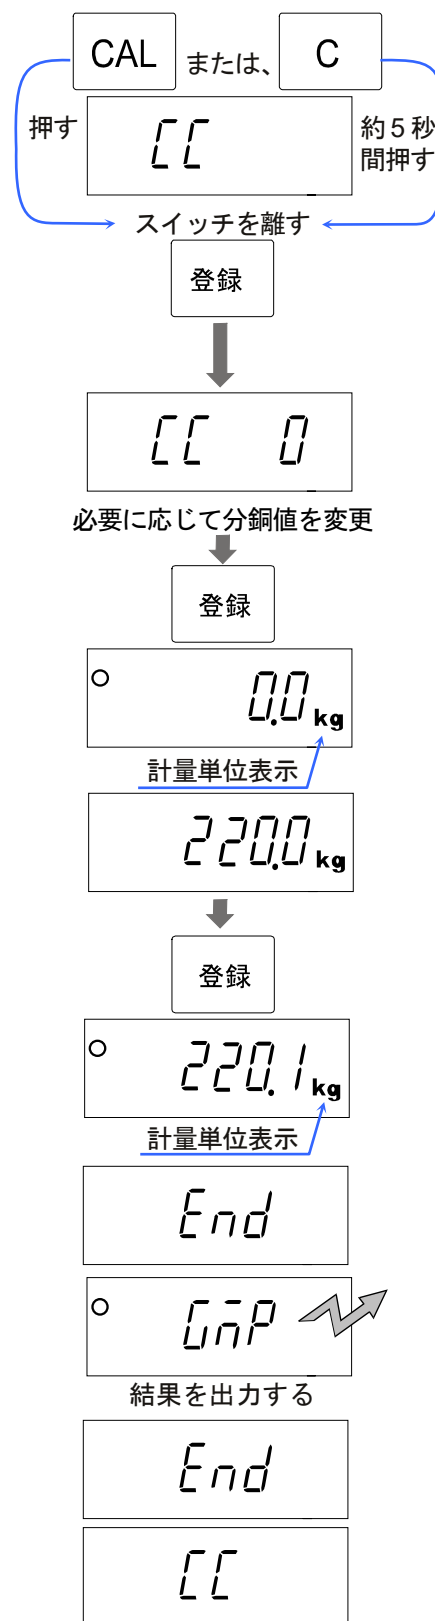 CAL または、 C
押す
CC
約5秒
間押す
スイッチを離す
登録
CC 0
必要に応じて分銅値を変更
登録
0.0 kg
計量単位表示
220.0 kg
登録
220.1 kg
計量単位表示
End
GmP
結果を出力する
End
CC